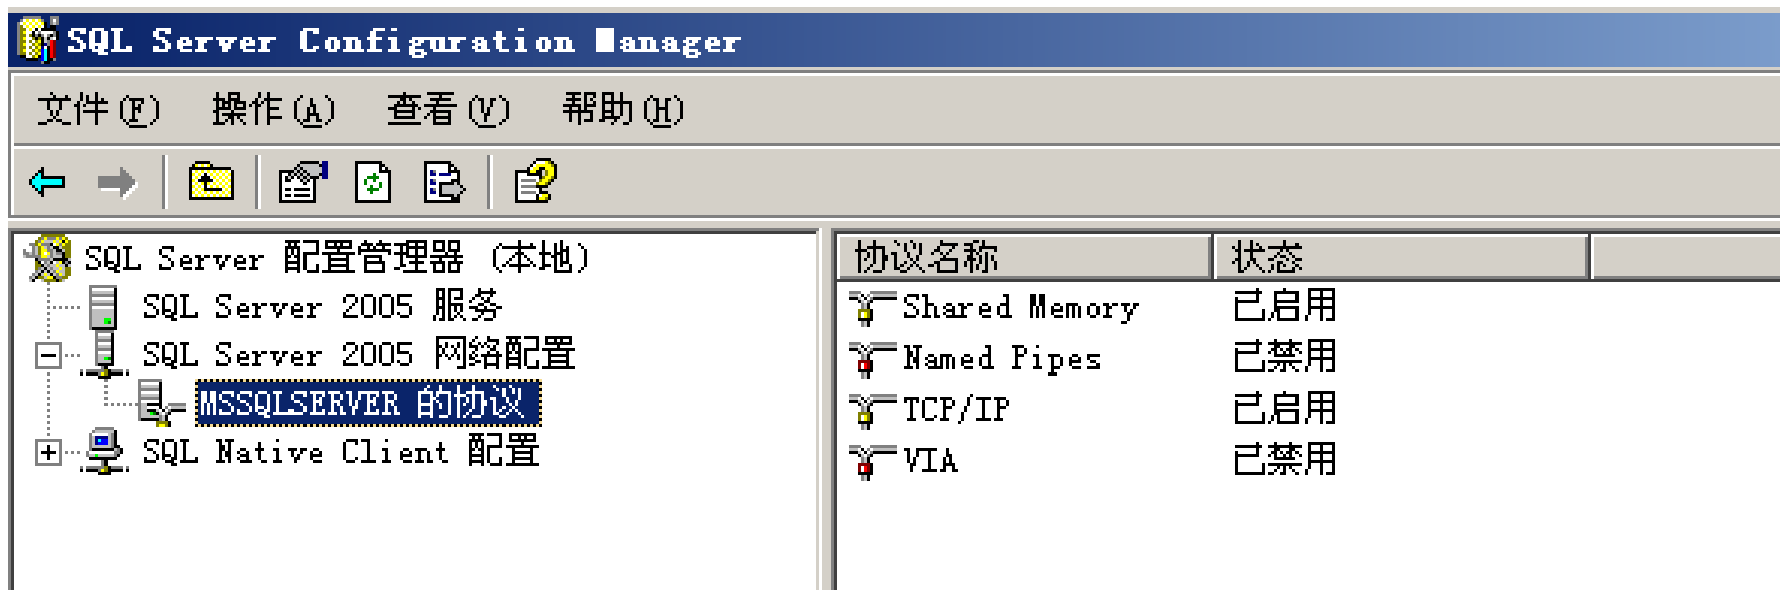 SQL Server Configuration Manager
文件(F) 操作(A) 查看(V) 帮助(H)
SQL Server 配置管理器 (本地)
SQL Server 2005 服务
SQL Server 2005 网络配置
MSSQLSERVER 的协议
SQL Native Client 配置
协议名称 状态
Shared Memory 已启用
Named Pipes 已禁用
TCP/IP 已启用
VIA 已禁用